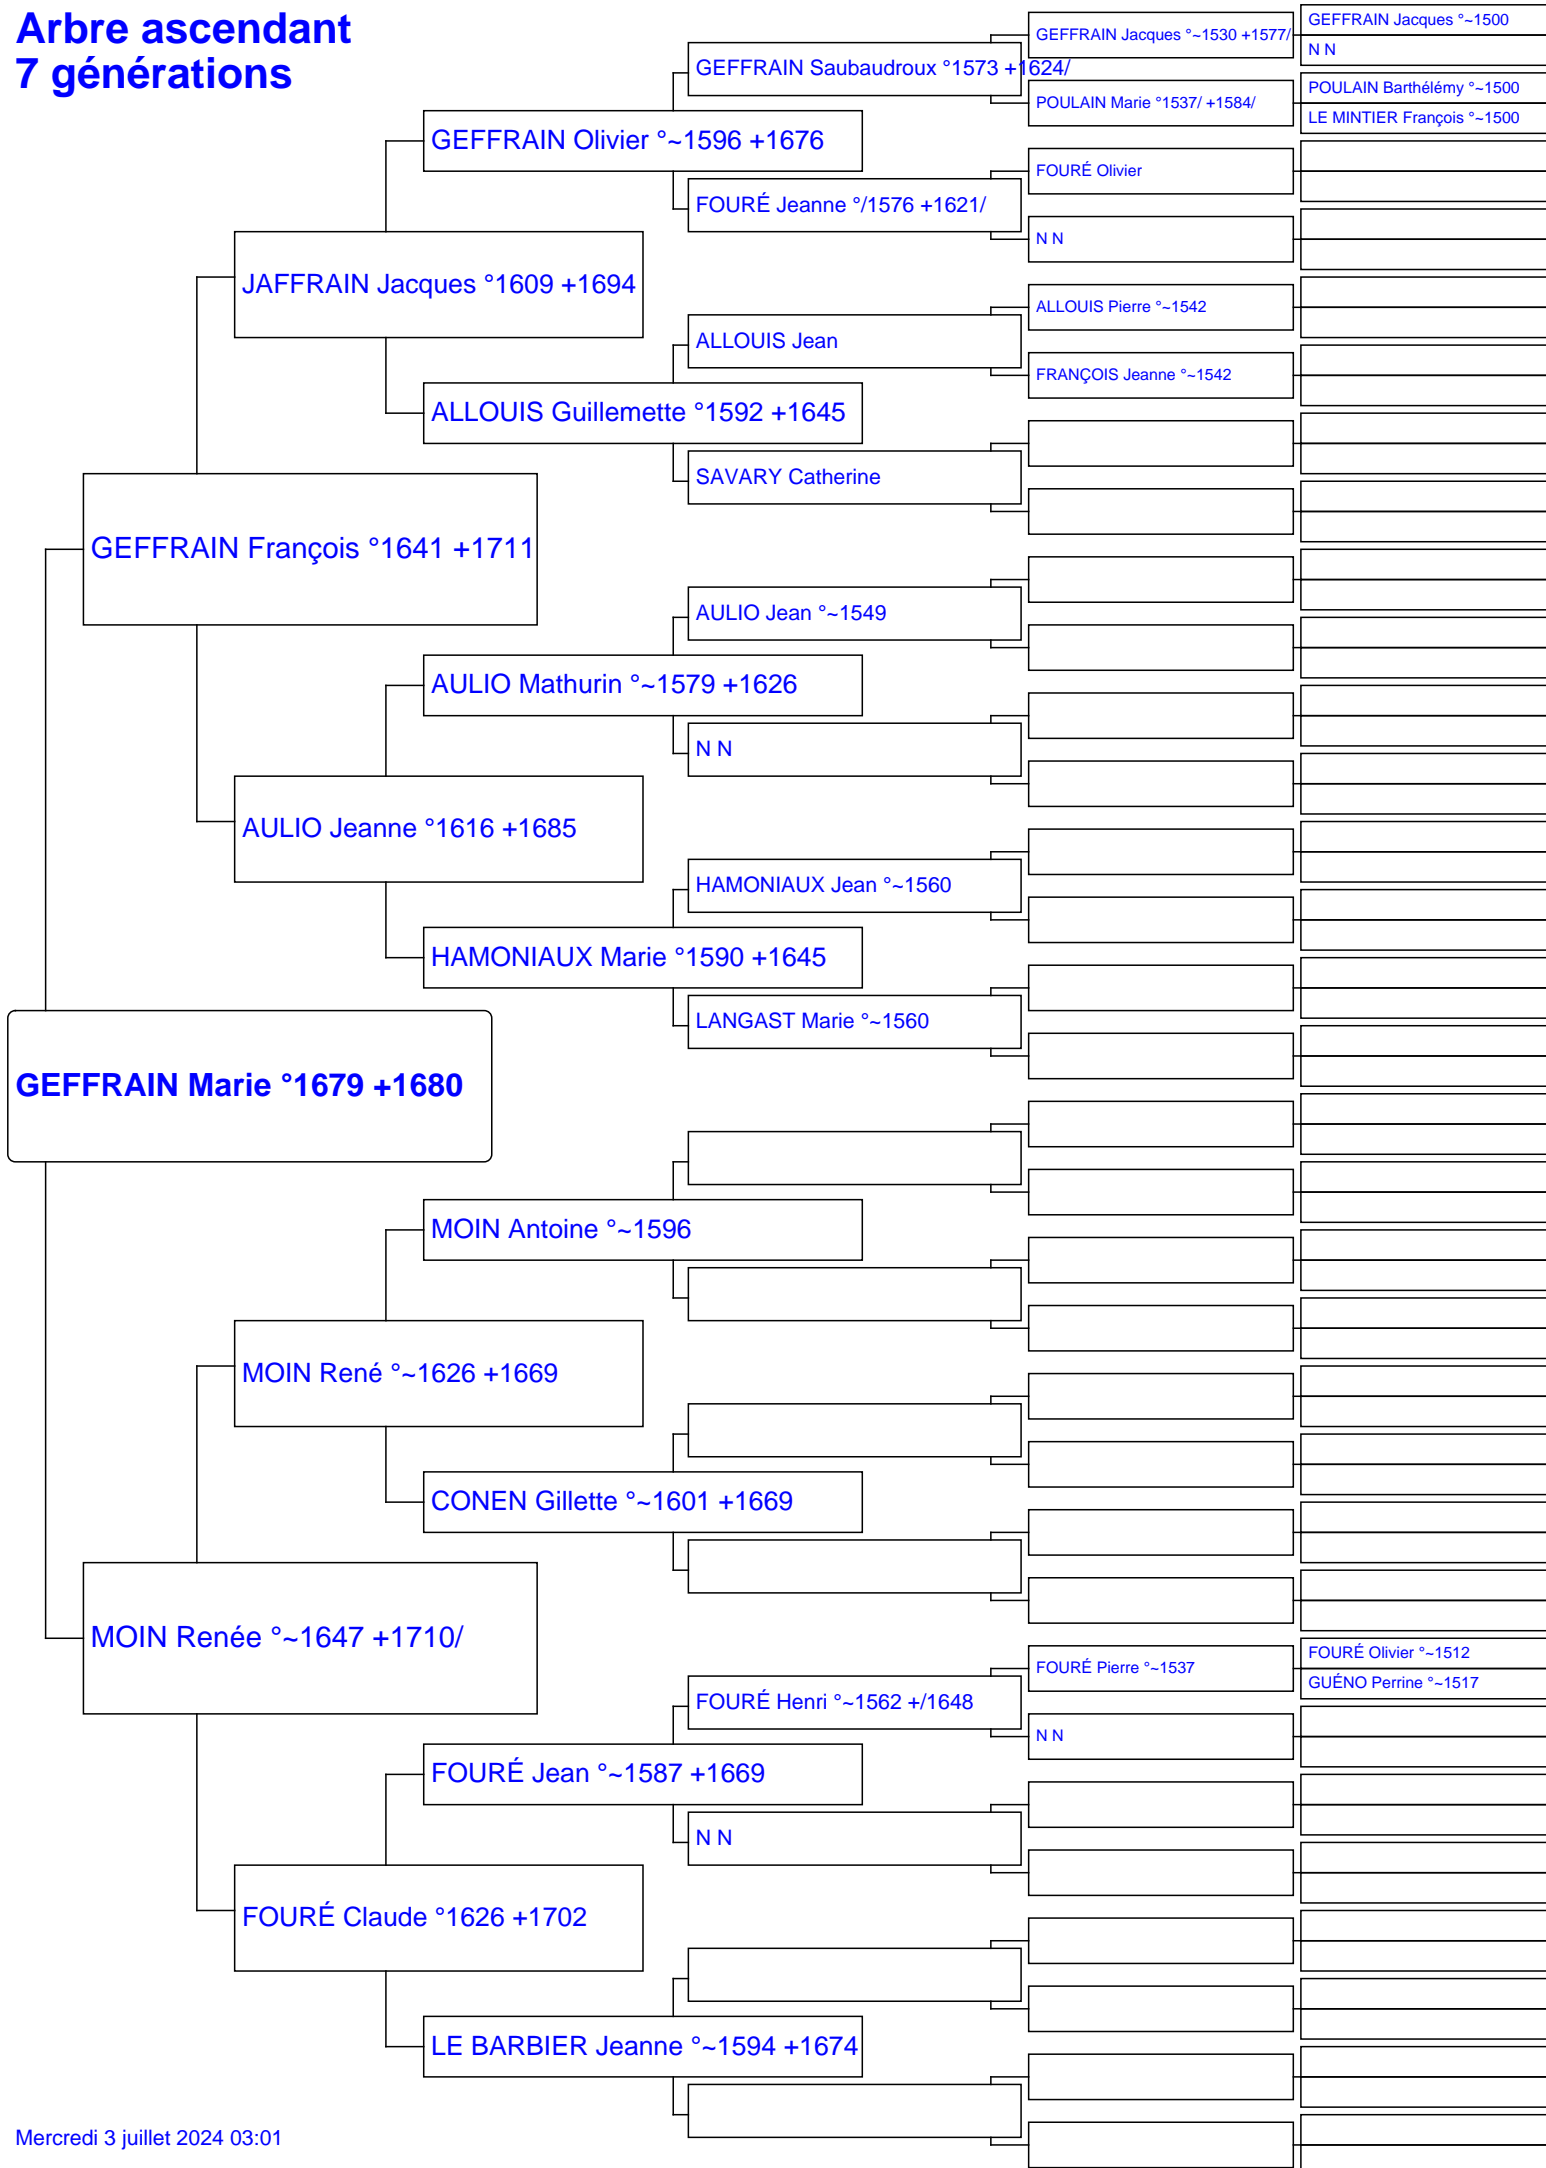 Arbre ascendant
7 générations
GEFFRAIN Jacques °~1530 +1577/
GEFFRAIN Jacques °~1500
N N
GEFFRAIN Saubaudroux °1573 +1624/
POULAIN Marie °1537/ +1584/
POULAIN Barthélémy °~1500
LE MINTIER François °~1500
GEFFRAIN Olivier °~1596 +1676
FOURÉ Olivier
FOURÉ Jeanne °/1576 +1621/
N N
JAFFRAIN Jacques °1609 +1694
ALLOUIS Pierre °~1542
ALLOUIS Jean
FRANÇOIS Jeanne °~1542
ALLOUIS Guillemette °1592 +1645
SAVARY Catherine
GEFFRAIN François °1641 +1711
AULIO Jean °~1549
AULIO Mathurin °~1579 +1626
N N
AULIO Jeanne °1616 +1685
HAMONIAUX Jean °~1560
HAMONIAUX Marie °1590 +1645
LANGAST Marie °~1560
GEFFRAIN Marie °1679 +1680
MOIN Antoine °~1596
MOIN René °~1626 +1669
CONEN Gillette °~1601 +1669
MOIN Renée °~1647 +1710/
FOURÉ Pierre °~1537
FOURÉ Olivier °~1512
GUÉNO Perrine °~1517
FOURÉ Henri °~1562 +/1648
N N
FOURÉ Jean °~1587 +1669
N N
FOURÉ Claude °1626 +1702
LE BARBIER Jeanne °~1594 +1674
Mercredi 3 juillet 2024 03:01